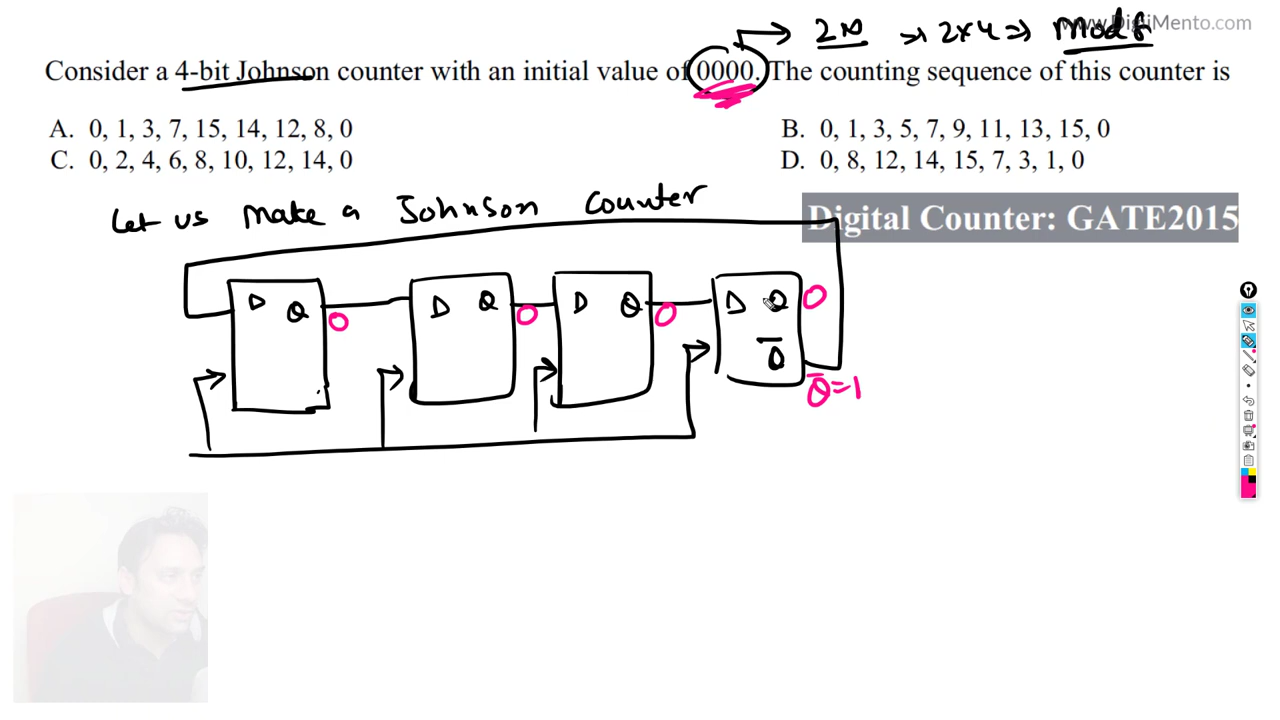 www.DigiMento.com
2N → 2×4 ⇒ Mod 8
Consider a 4-bit Johnson counter with an initial value of 0000. The counting sequence of this counter is
A. 0, 1, 3, 7, 15, 14, 12, 8, 0
B. 0, 1, 3, 5, 7, 9, 11, 13, 15, 0
C. 0, 2, 4, 6, 8, 10, 12, 14, 0
D. 0, 8, 12, 14, 15, 7, 3, 1, 0
Let us make a Johnson Counter
Digital Counter: GATE2015
D Q 0 D Q 0 D Q 0 D Q 0
Q̅
Q̅=1